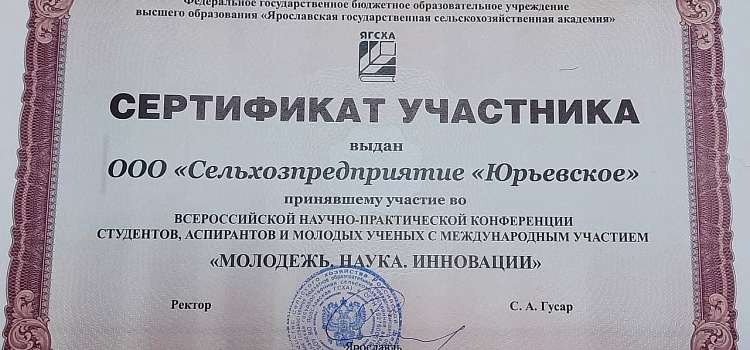 Федеральное государственное бюджетное образовательное учреждение
высшего образования «Ярославская государственная сельскохозяйственная академия»
ЯГСХА
СЕРТИФИКАТ УЧАСТНИКА
выдан
ООО «Сельхозпредприятие «Юрьевское»
принявшему участие во
ВСЕРОССИЙСКОЙ НАУЧНО-ПРАКТИЧЕСКОЙ КОНФЕРЕНЦИИ
СТУДЕНТОВ, АСПИРАНТОВ И МОЛОДЫХ УЧЕНЫХ С МЕЖДУНАРОДНЫМ УЧАСТИЕМ
«МОЛОДЕЖЬ. НАУКА. ИННОВАЦИИ»
Ректор
С. А. Гусар
Ярославль